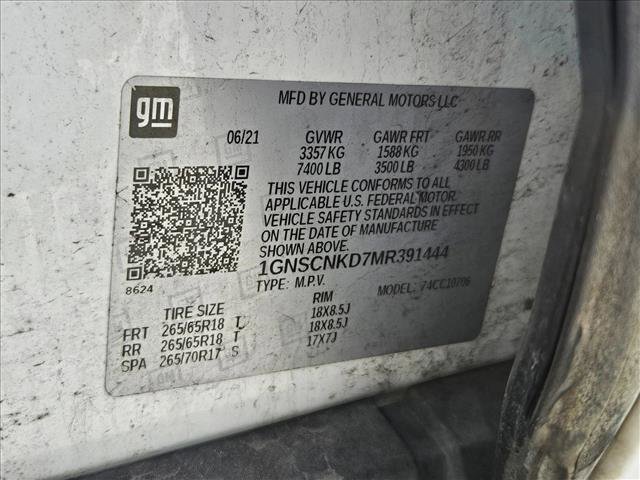 gm
MFD BY GENERAL MOTORS LLC
06/21 GVWR GAWR FRT GAWR RR
3357 KG 1588 KG 1950 KG
7400 LB 3500 LB 4300 LB
THIS VEHICLE CONFORMS TO ALL
APPLICABLE U.S. FEDERAL MOTOR
VEHICLE SAFETY STANDARDS IN EFFECT
ON THE DATE OF MANUFACTURE
SHOWN ABOVE.
1GNSCNKD7MR391444
8624
TYPE: M.P.V. MODEL: 74CC10706
TIRE SIZE RIM
FRT 265/65R18 T 18X8.5J
RR 265/65R18 T 18X8.5J
SPA 265/70R17 S 17X7J